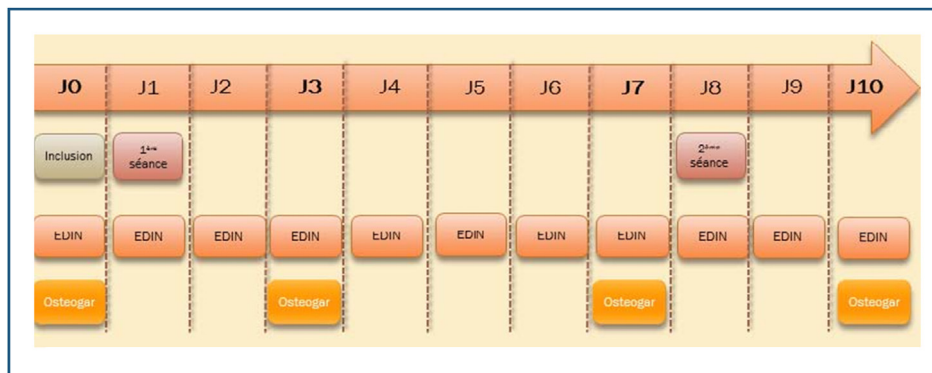 J0 J1 J2 J3 J4 J5 J6 J7 J8 J9 J10
Inclusion
1ère
séance
2ème
séance
EDIN EDIN EDIN EDIN EDIN EDIN EDIN EDIN EDIN EDIN EDIN
Osteogar Osteogar Osteogar Osteogar